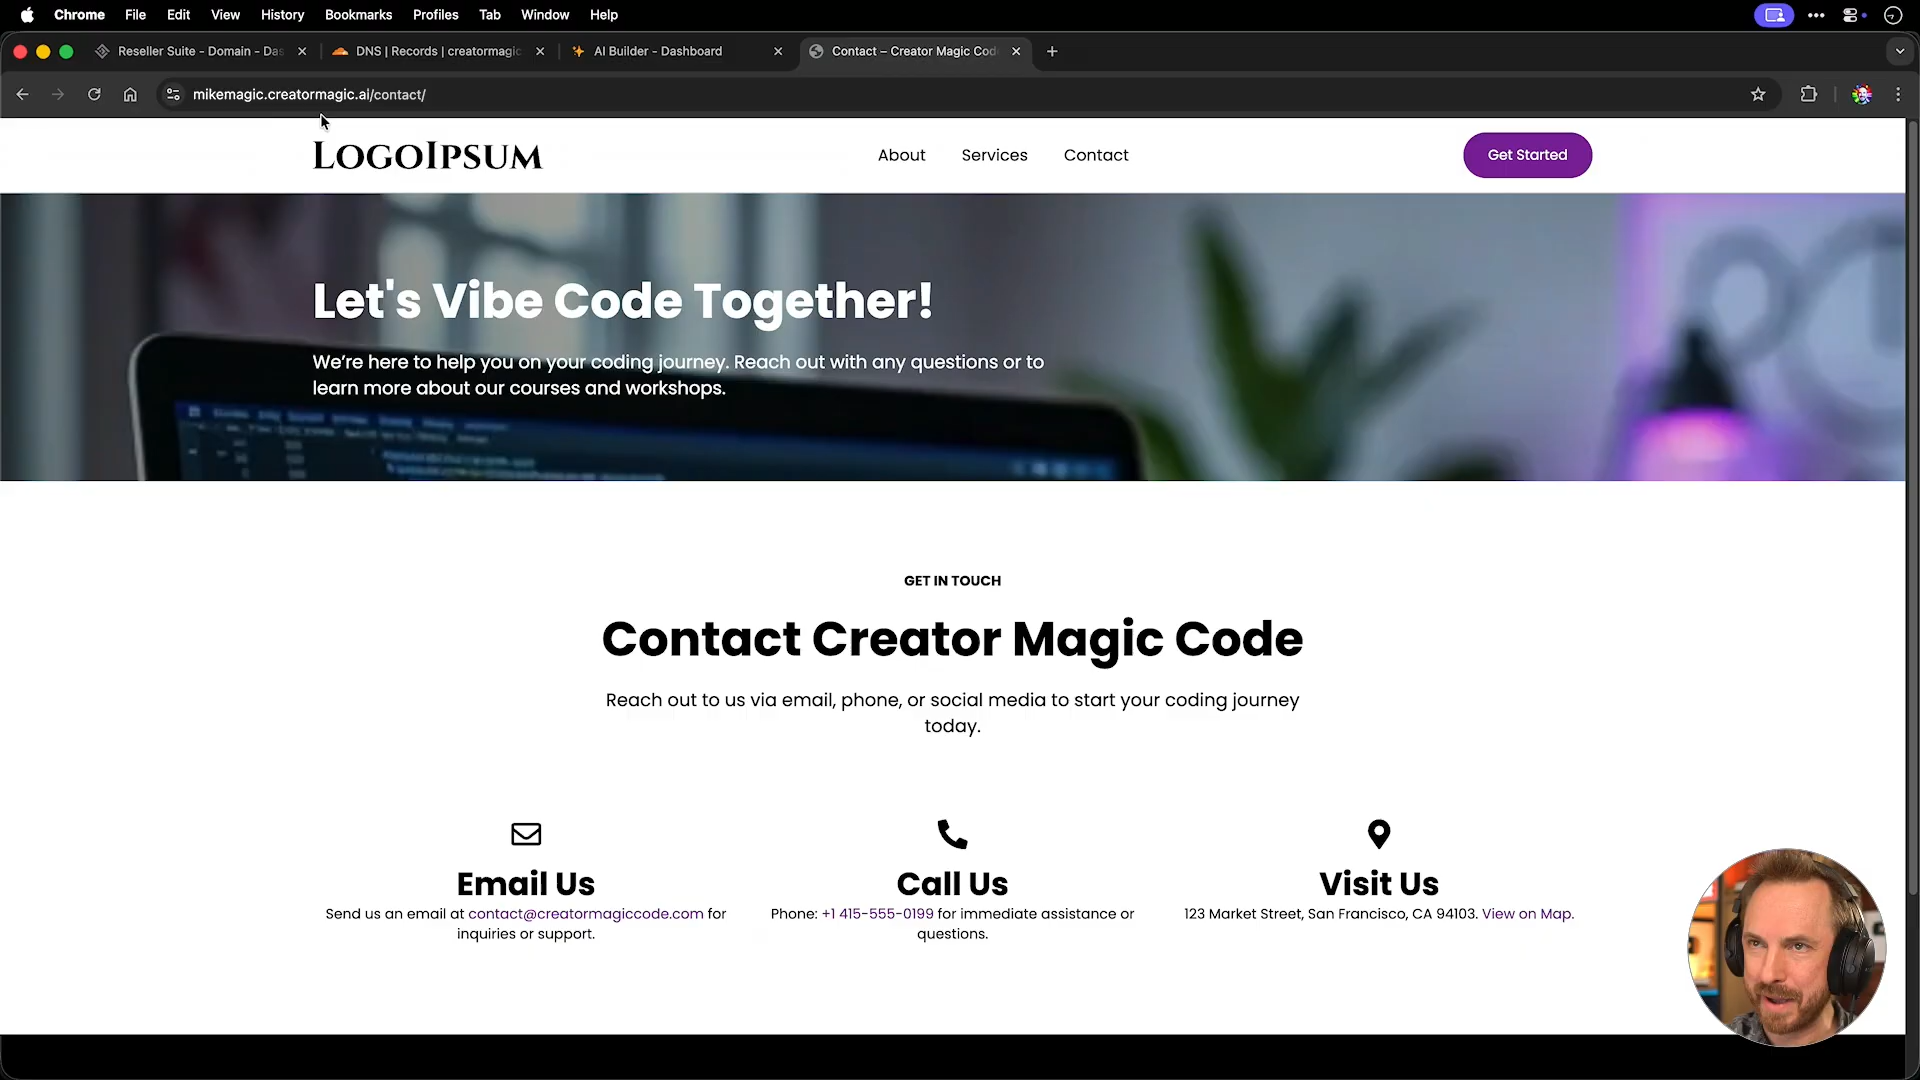 Chrome File Edit View History Bookmarks Profiles Tab Window Help
Reseller Suite - Domain - Das
DNS | Records | creatormagic
AI Builder - Dashboard
Contact – Creator Magic Cod
mikemagic.creatormagic.ai/contact/
LOGOIPSUM
About Services Contact
Get Started
Let's Vibe Code Together!
We’re here to help you on your coding journey. Reach out with any questions or to
learn more about our courses and workshops.
GET IN TOUCH
Contact Creator Magic Code
Reach out to us via email, phone, or social media to start your coding journey
today.
Email Us
Send us an email at contact@creatormagiccode.com for
inquiries or support.
Call Us
Phone: +1 415-555-0199 for immediate assistance or
questions.
Visit Us
123 Market Street, San Francisco, CA 94103. View on Map.